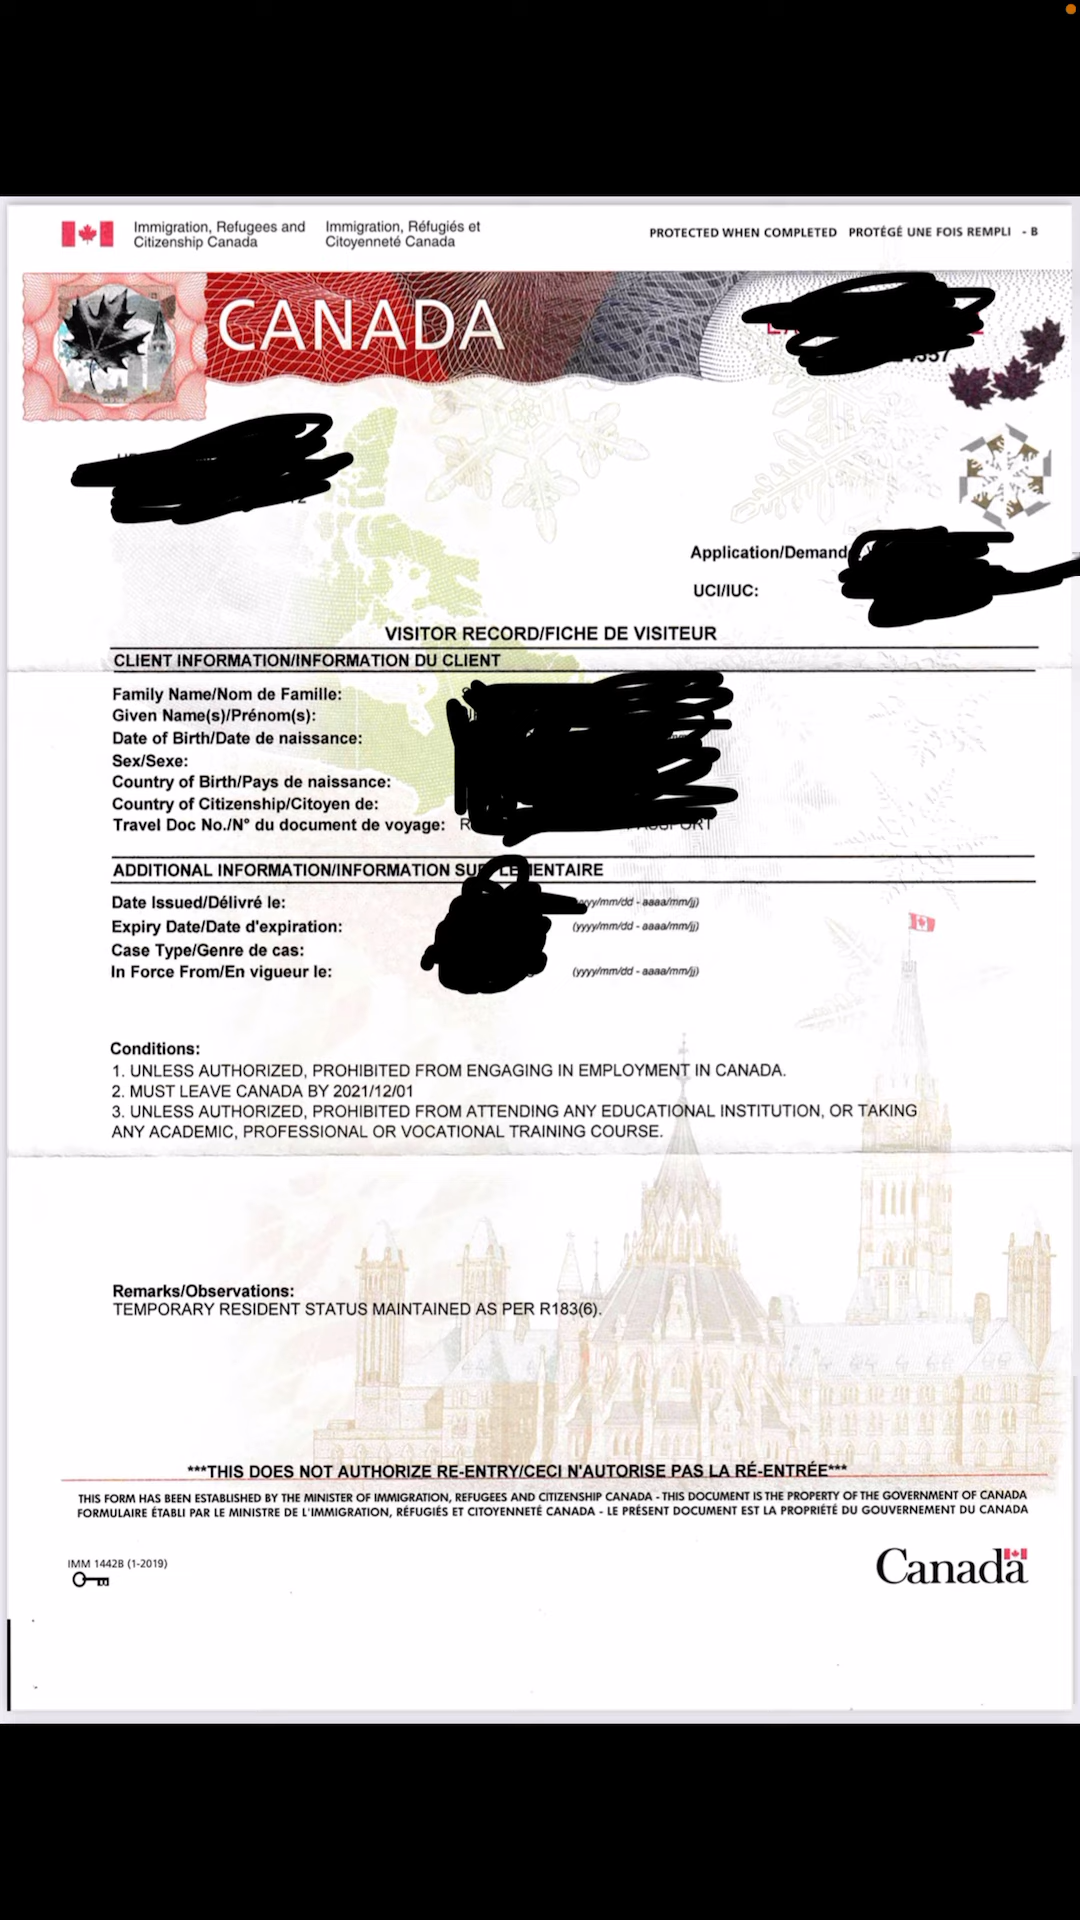 Immigration, Refugees and Citizenship Canada
Immigration, Réfugiés et Citoyenneté Canada
PROTECTED WHEN COMPLETED PROTÉGÉ UNE FOIS REMPLI - B
CANADA
Application/Demande
UCI/IUC:
VISITOR RECORD/FICHE DE VISITEUR
CLIENT INFORMATION/INFORMATION DU CLIENT
Family Name/Nom de Famille:
Given Name(s)/Prénom(s):
Date of Birth/Date de naissance:
Sex/Sexe:
Country of Birth/Pays de naissance:
Country of Citizenship/Citoyen de:
Travel Doc No./N° du document de voyage: PASSPORT
ADDITIONAL INFORMATION/INFORMATION SUPPLÉMENTAIRE
Date Issued/Délivré le: (yyyy/mm/dd - aaaa/mm/jj)
Expiry Date/Date d'expiration: (yyyy/mm/dd - aaaa/mm/jj)
Case Type/Genre de cas:
In Force From/En vigueur le: (yyyy/mm/dd - aaaa/mm/jj)
Conditions:
1. UNLESS AUTHORIZED, PROHIBITED FROM ENGAGING IN EMPLOYMENT IN CANADA.
2. MUST LEAVE CANADA BY 2021/12/01
3. UNLESS AUTHORIZED, PROHIBITED FROM ATTENDING ANY EDUCATIONAL INSTITUTION, OR TAKING
ANY ACADEMIC, PROFESSIONAL OR VOCATIONAL TRAINING COURSE.
Remarks/Observations:
TEMPORARY RESIDENT STATUS MAINTAINED AS PER R183(6).
***THIS DOES NOT AUTHORIZE RE-ENTRY/CECI N'AUTORISE PAS LA RÉ-ENTRÉE***
THIS FORM HAS BEEN ESTABLISHED BY THE MINISTER OF IMMIGRATION, REFUGEES AND CITIZENSHIP CANADA - THIS DOCUMENT IS THE PROPERTY OF THE GOVERNMENT OF CANADA
FORMULAIRE ÉTABLI PAR LE MINISTRE DE L'IMMIGRATION, RÉFUGIÉS ET CITOYENNETÉ CANADA - LE PRÉSENT DOCUMENT EST LA PROPRIÉTÉ DU GOUVERNEMENT DU CANADA
IMM 1442B (1-2019)
Canada